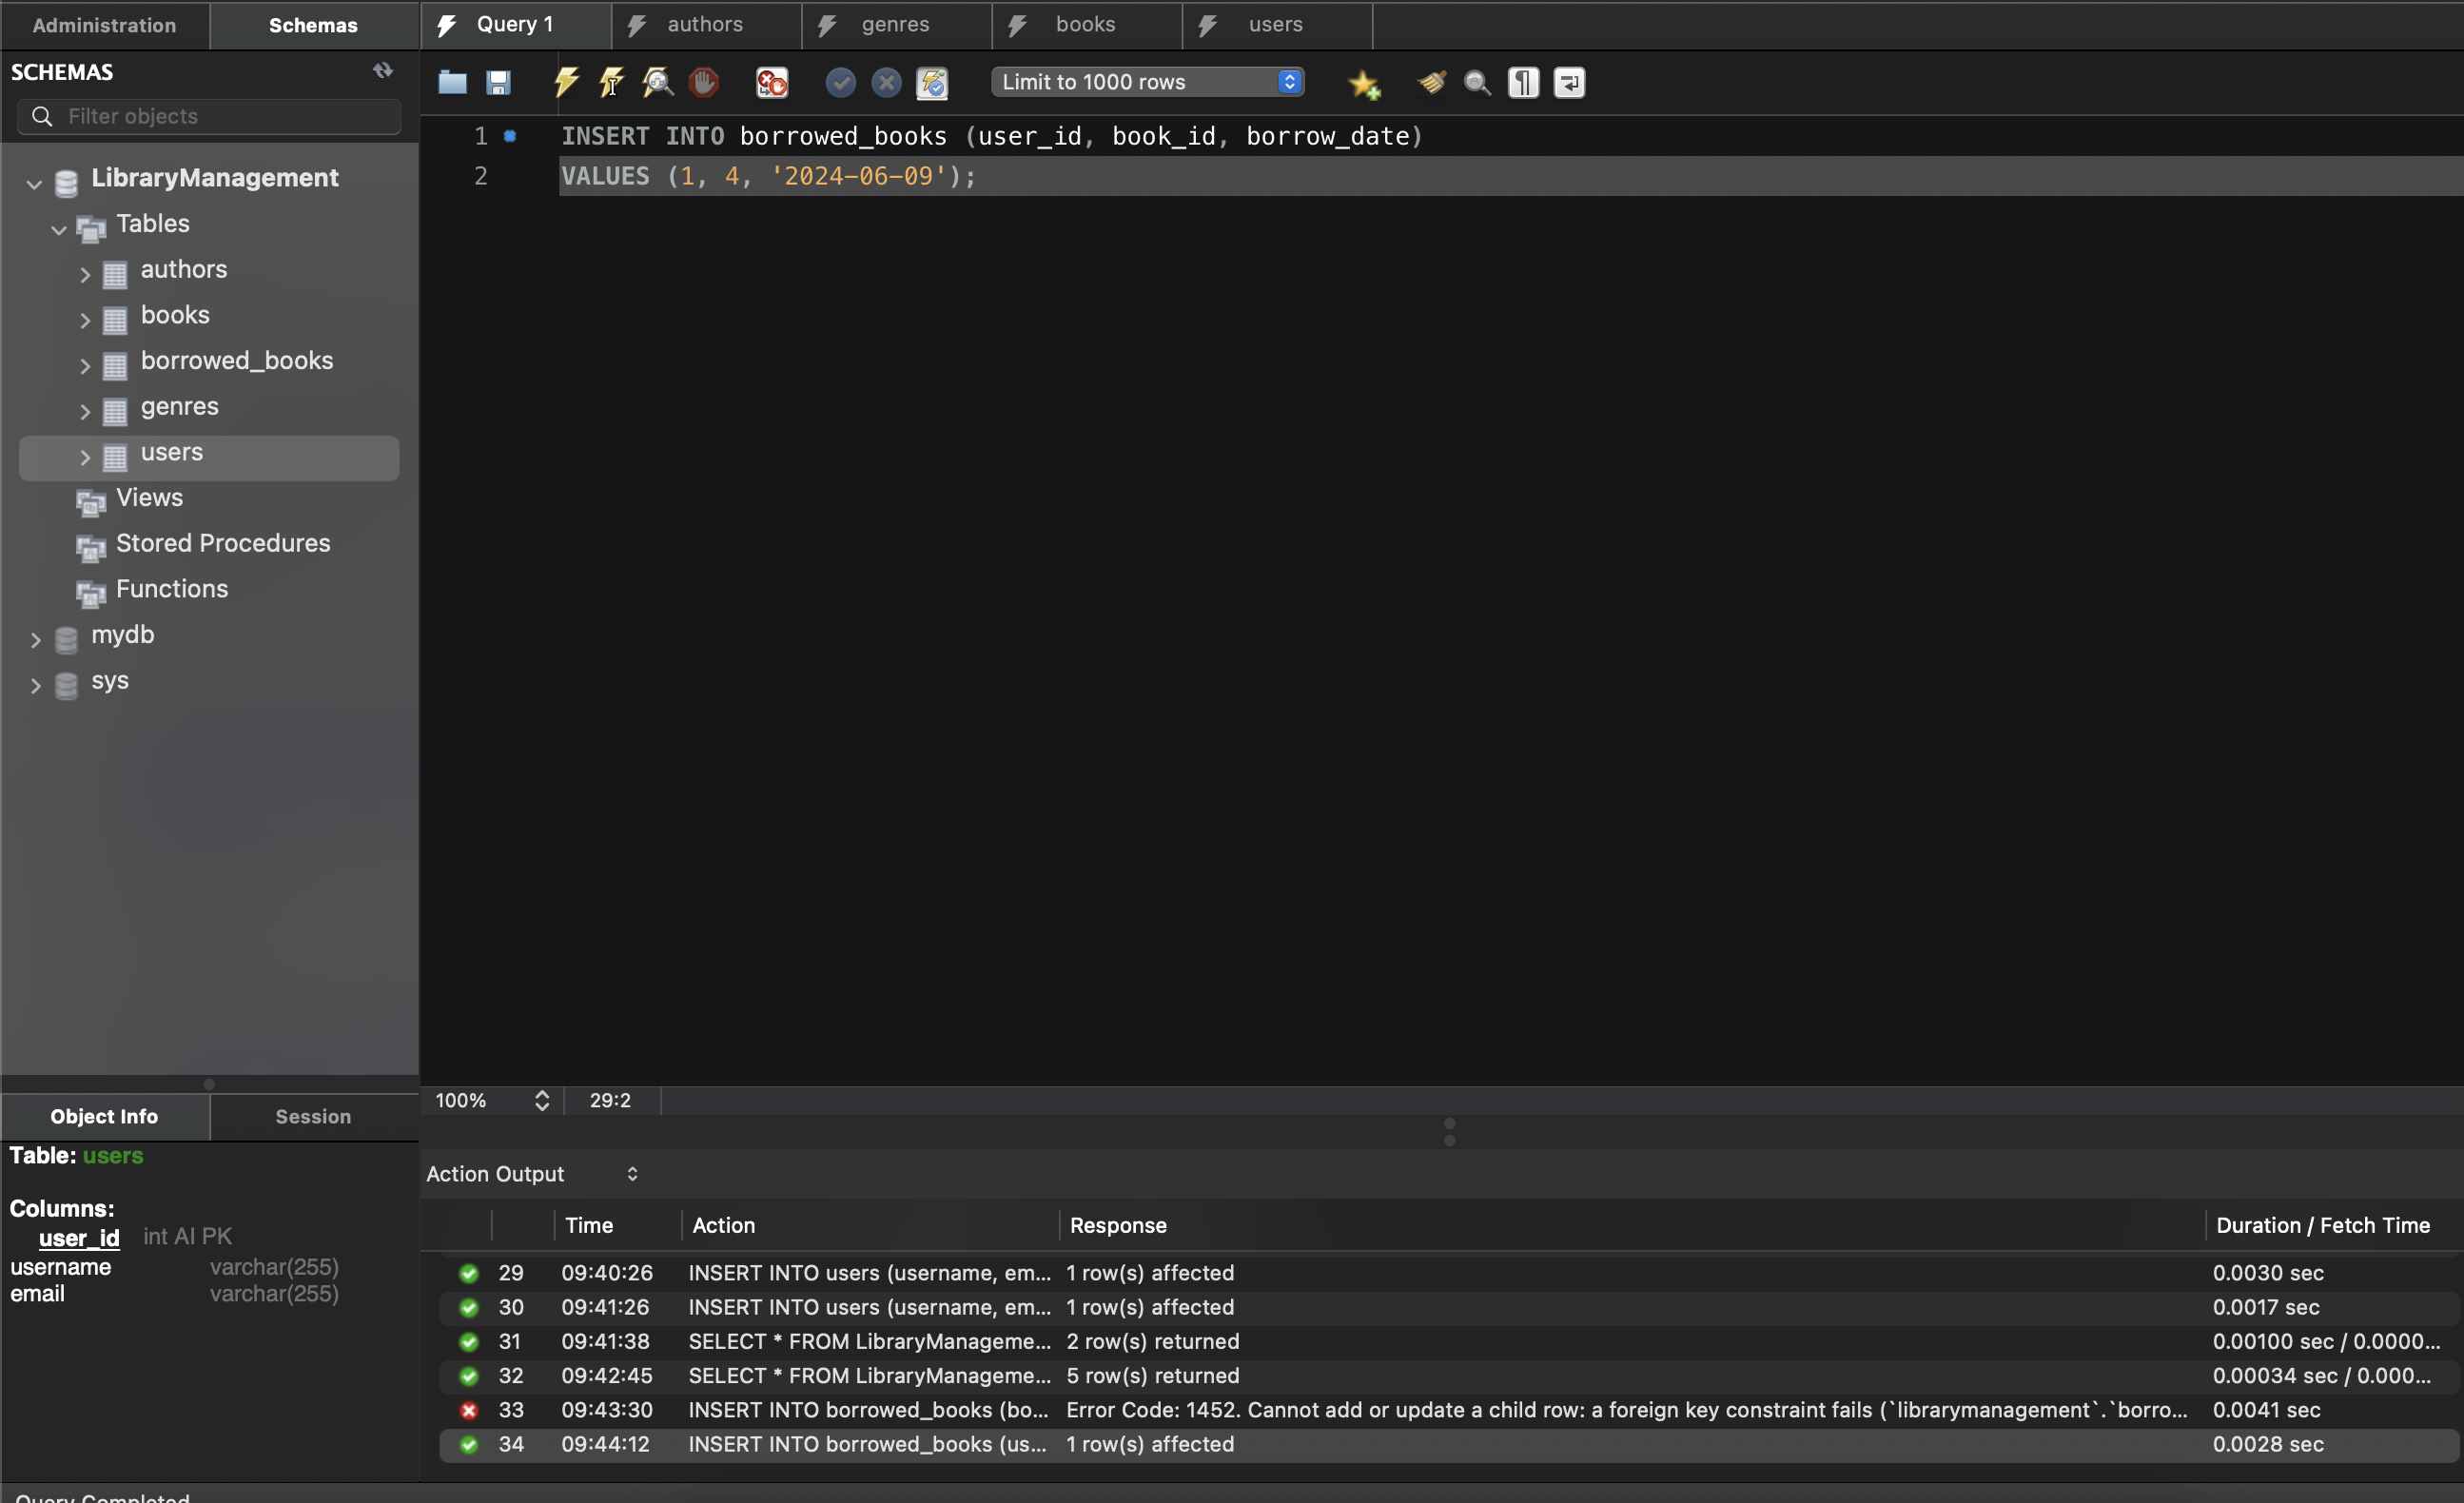 Administration
Schemas
Query 1
authors
genres
books
users
SCHEMAS
Filter objects
Limit to 1000 rows
LibraryManagement
Tables
authors
books
borrowed_books
genres
users
Views
Stored Procedures
Functions
mydb
sys
1 INSERT INTO borrowed_books (user_id, book_id, borrow_date)
2 VALUES (1, 4, '2024-06-09');
100% 29:2
Object Info
Session
Table: users
Columns:
user_id int AI PK
username varchar(255)
email varchar(255)
Action Output
Time Action Response Duration / Fetch Time
29 09:40:26 INSERT INTO users (username, em... 1 row(s) affected 0.0030 sec
30 09:41:26 INSERT INTO users (username, em... 1 row(s) affected 0.0017 sec
31 09:41:38 SELECT * FROM LibraryManageme... 2 row(s) returned 0.00100 sec / 0.0000...
32 09:42:45 SELECT * FROM LibraryManageme... 5 row(s) returned 0.00034 sec / 0.000...
33 09:43:30 INSERT INTO borrowed_books (bo... Error Code: 1452. Cannot add or update a child row: a foreign key constraint fails (`librarymanagement`.`borro... 0.0041 sec
34 09:44:12 INSERT INTO borrowed_books (us... 1 row(s) affected 0.0028 sec
Query Completed